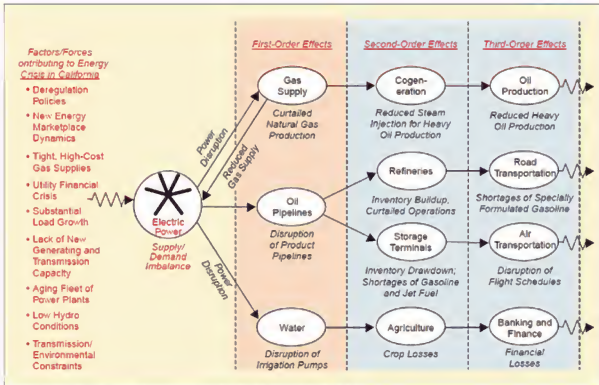 Factors/Forces
ontributing to Energy
Crisis in California
• Deregulation
Policies
• New Energy
Marketplace
Dynamics
• Tight, High-Cost
Gas Supplies
• Utility Financial
Crisis
• Substantial
Load Growth
• Lack of New
Generating and
Transmission
Capacity
• Aging Fleet of
Power Plants
• Low Hydro
Conditions
• Transmission/
Environmental
Constraints
Electric
Power
Supply/
Demand
Imbalance
Power
Disruption
Reduced
Gas Supply
Power
Disruption
First-Order Effects
Gas
Supply
Curtailed
Natural Gas
Production
Oil
Pipelines
Disruption
of Product
Pipelines
Water
Disruption of
Irrigation Pumps
Second-Order Effects
Cogen-
eration
Reduced Steam
Injection for Heavy
Oil Production
Refineries
Inventory Buildup;
Curtailed Operations
Storage
Terminals
Inventory Drawdown;
Shortages of Gasoline
and Jet Fuel
Agriculture
Crop Losses
Third-Order Effects
Oil
Production
Reduced Heavy
Oil Production
Road
Transportation
Shortages of Specially
Formulated Gasoline
Air
Transportation
Disruption of
Flight Schedules
Banking and
Finance
Financial
Losses